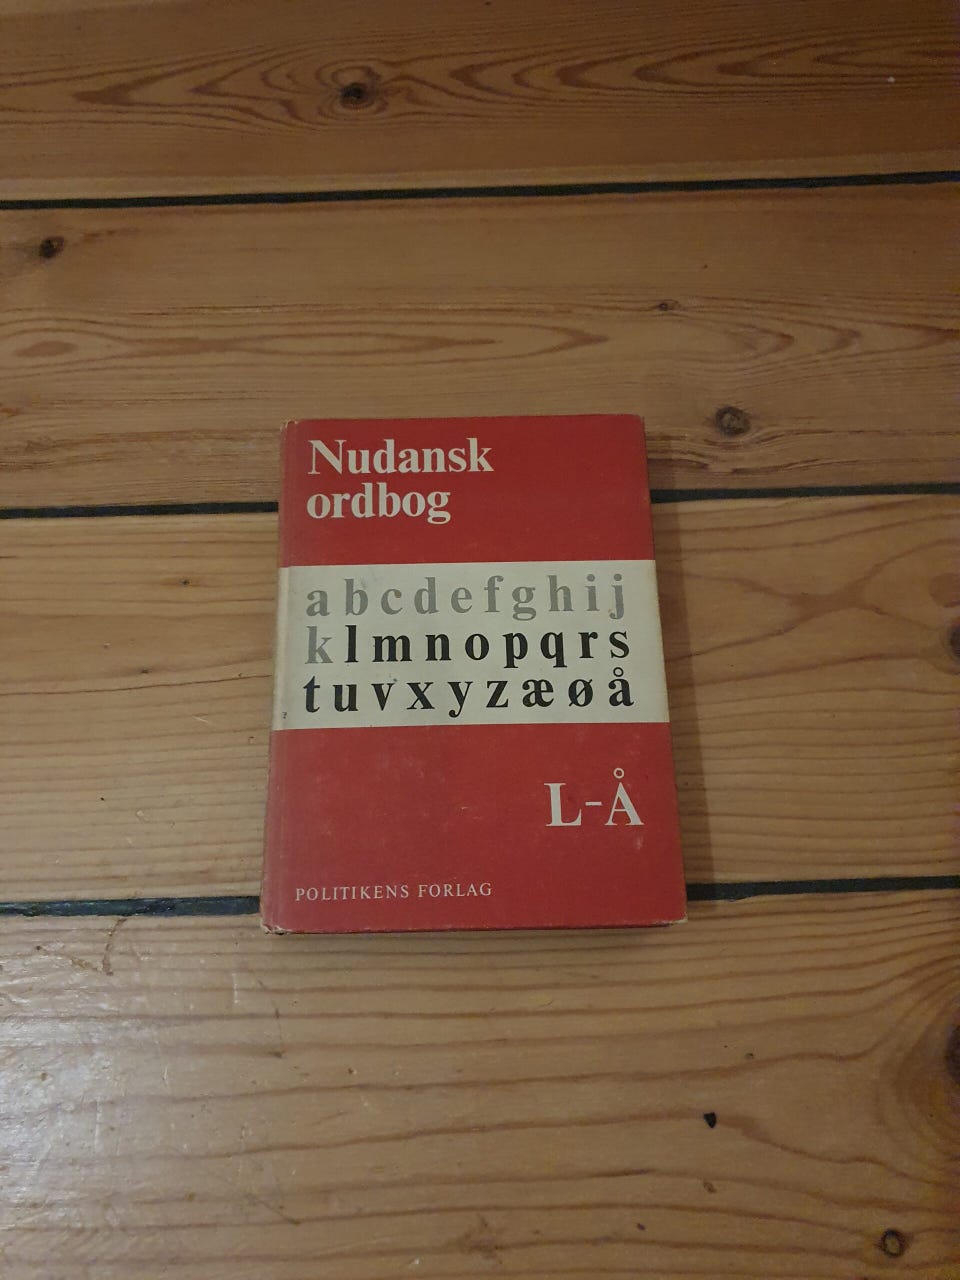 Nudansk
ordbog
abcdefghij
klmnopqrs
tuvxyzæøå
L-Å
POLITIKENS FORLAG